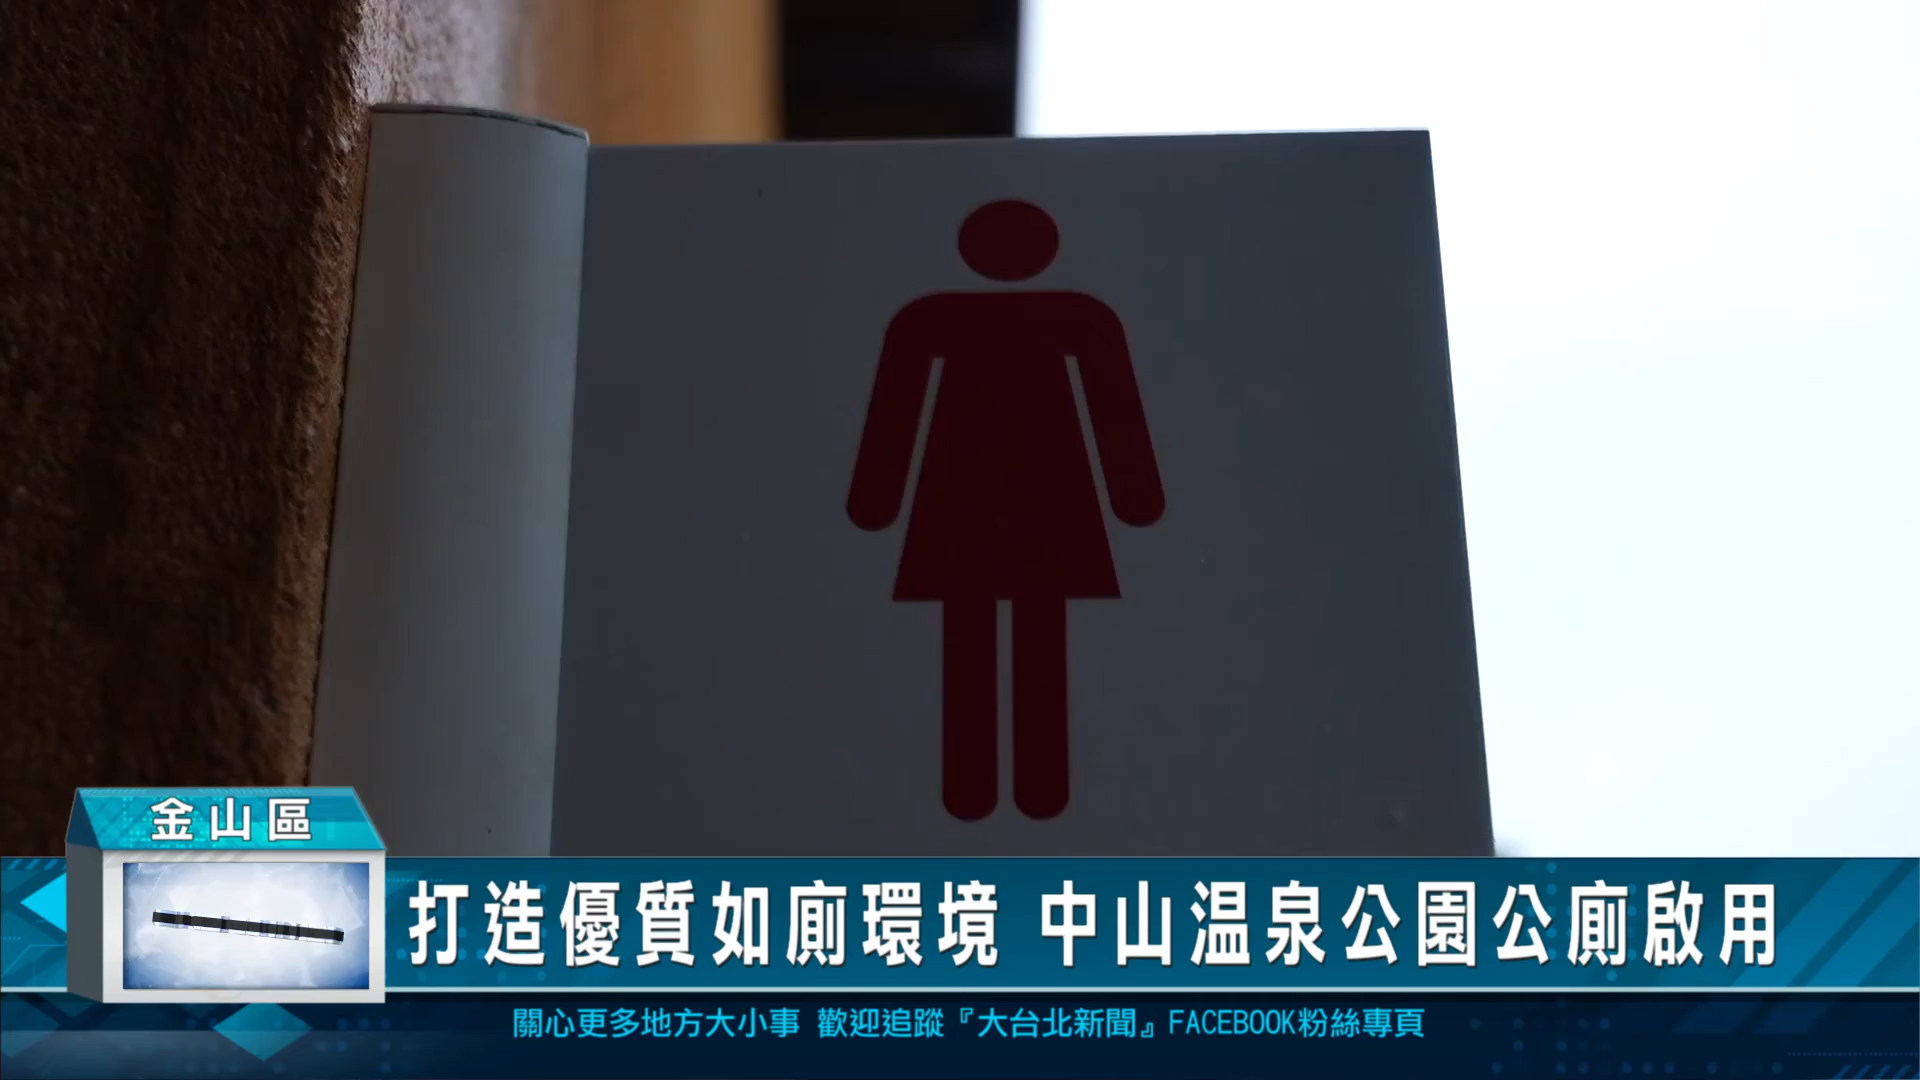 金山區
打造優質如廁環境 中山溫泉公園公廁啟用
關心更多地方大小事 歡迎追蹤『大台北新聞』FACEBOOK粉絲專頁